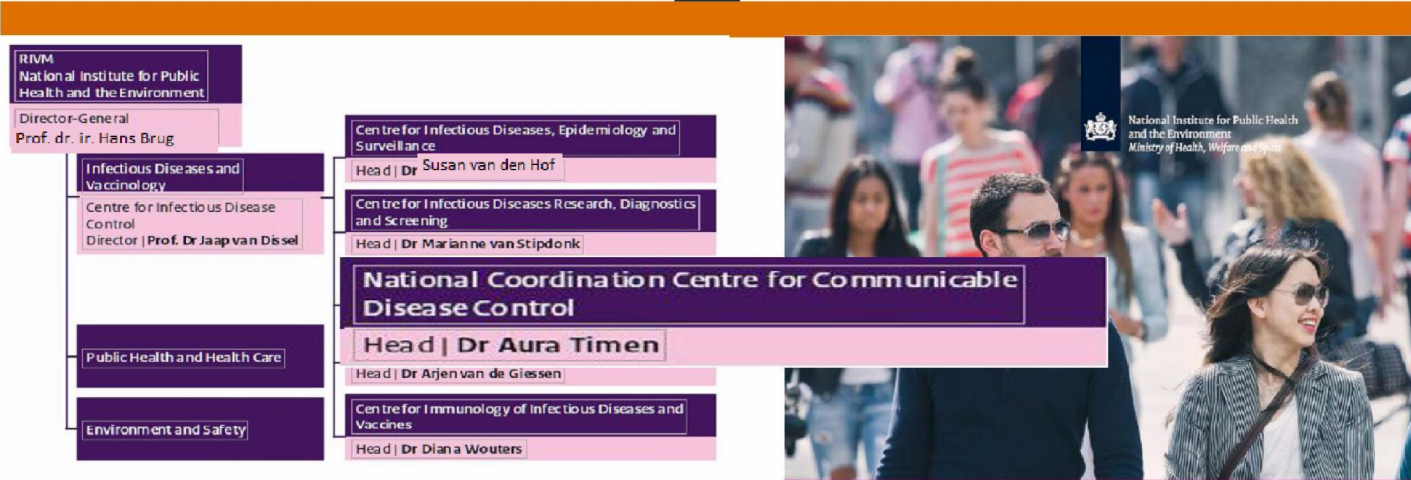 RIVM
National Institute for Public
Health and the Environment
Director-General
Prof. dr. ir. Hans Brug
Infectious Diseases and
Vaccinology
Centre for Infectious Disease
Control
Director | Prof. Dr Jaap van Dissel
Public Health and Health Care
Environment and Safety
Centre for Infectious Diseases, Epidemiology and
Surveillance
Head | Dr Susan van den Hof
Centre for Infectious Diseases Research, Diagnostics
and Screening
Head | Dr Marianne van Stipdonk
National Coordination Centre for Communicable
Disease Control
Head | Dr Aura Timen
Head | Dr Arjen van de Giessen
Centre for Immunology of Infectious Diseases and
Vaccines
Head | Dr Diana Wouters
National Institute for Public Health
and the Environment
Ministry of Health, Welfare and Sport